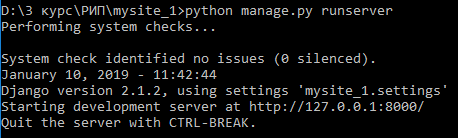 D:\3 курс\РИП\mysite_1>python manage.py runserver
Performing system checks...
System check identified no issues (0 silenced).
January 10, 2019 - 11:42:44
Django version 2.1.2, using settings 'mysite_1.settings'
Starting development server at http://127.0.0.1:8000/
Quit the server with CTRL-BREAK.